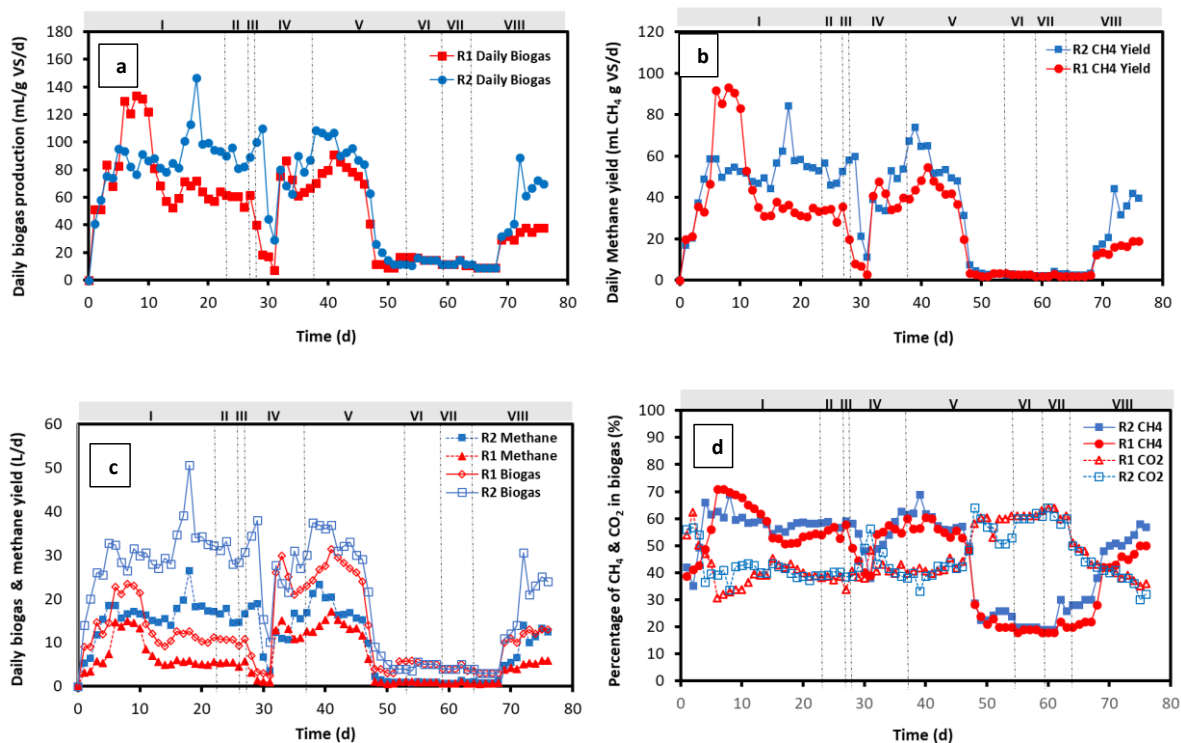 I II III IV V VI VII VIII
180
160
140
120
100
80
60
40
20
0
a
R1 Daily Biogas
R2 Daily Biogas
Daily biogas production (mL/g VS/d)
0 10 20 30 40 50 60 70 80
Time (d)
I II III IV V VI VII VIII
120
100
80
60
40
20
0
b
R2 CH4 Yield
R1 CH4 Yield
Daily Methane yield (mL CH₄ g VS/d)
0 10 20 30 40 50 60 70 80
Time (d)
I II III IV V VI VII VIII
60
50
40
30
20
10
0
c
R2 Methane
R1 Methane
R1 Biogas
R2 Biogas
Daily biogas & methane yield (L/d)
0 10 20 30 40 50 60 70 80
Time (d)
I II III IV V VI VII VIII
100
90
80
70
60
50
40
30
20
10
0
d
R2 CH4
R1 CH4
R1 CO2
R2 CO2
Percentage of CH₄ & CO₂ in biogas (%)
0 10 20 30 40 50 60 70 80
Time (d)